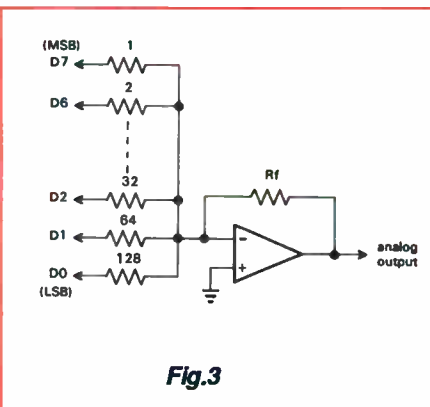 (MSB) 1
D7
2
D6
32
D2
64
D1
128
D0
(LSB)
Rf
-
+
analog
output
Fig.3